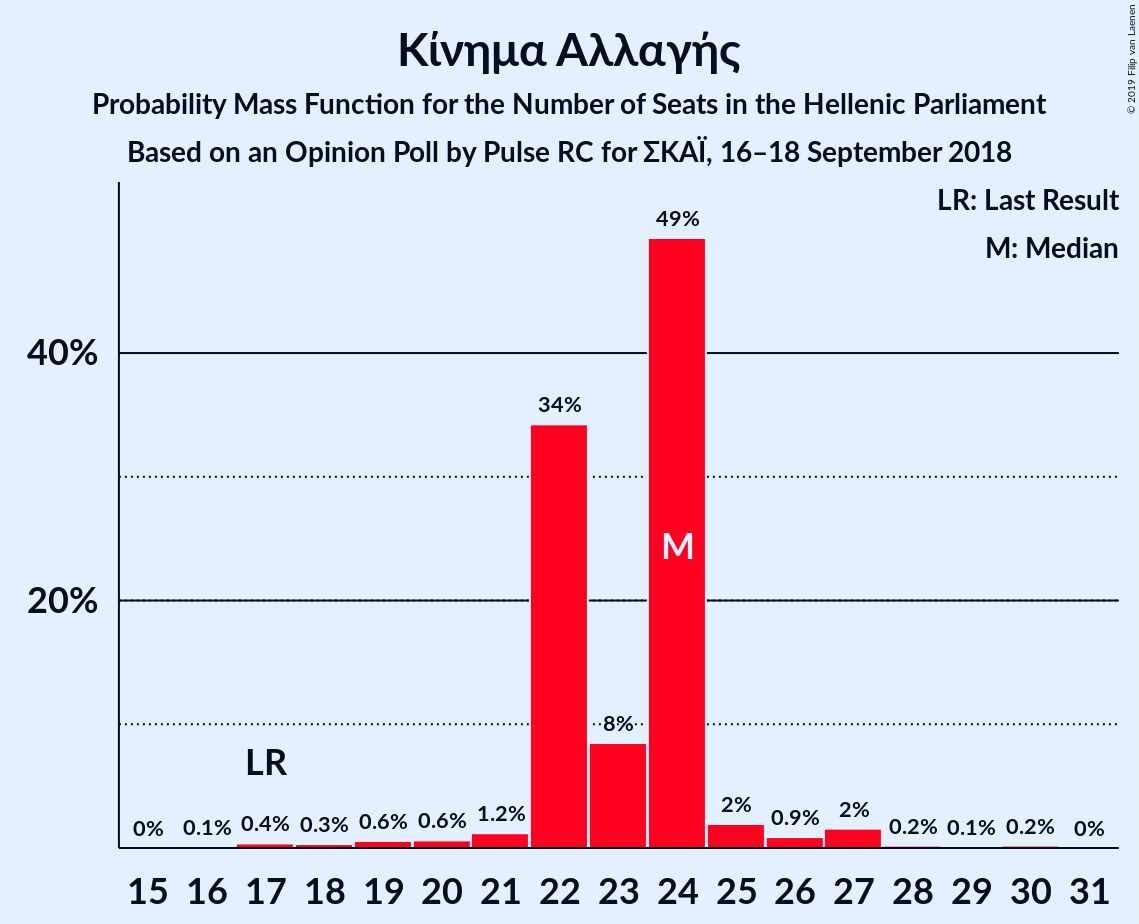 Κίνημα Αλλαγής
Probability Mass Function for the Number of Seats in the Hellenic Parliament
Based on an Opinion Poll by Pulse RC for ΣΚΑΪ, 16–18 September 2018
© 2019 Filip van Laenen
LR: Last Result
M: Median
49%
40%
34%
M
20%
8%
LR
0% 0.1% 0.4% 0.3% 0.6% 0.6% 1.2% 2% 0.9% 2% 0.2% 0.1% 0.2% 0%
15 16 17 18 19 20 21 22 23 24 25 26 27 28 29 30 31